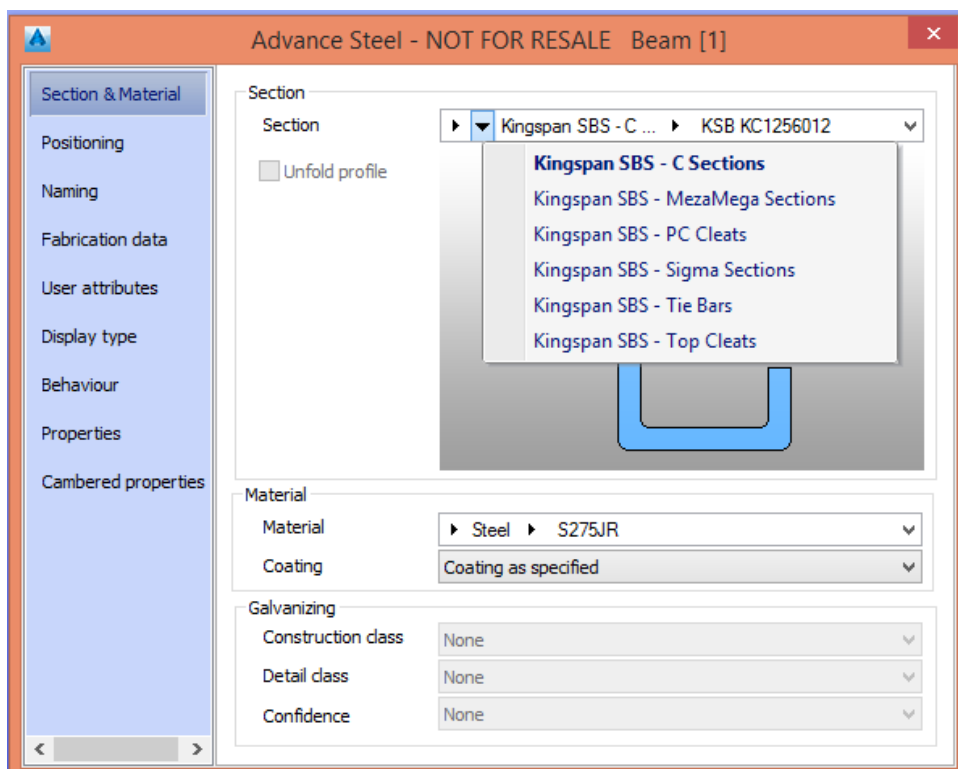 Advance Steel - NOT FOR RESALE Beam [1]
Section & Material
Positioning
Naming
Fabrication data
User attributes
Display type
Behaviour
Properties
Cambered properties
Section
Section
Kingspan SBS - C ... KSB KC1256012
Unfold profile
Kingspan SBS - C Sections
Kingspan SBS - MezaMega Sections
Kingspan SBS - PC Cleats
Kingspan SBS - Sigma Sections
Kingspan SBS - Tie Bars
Kingspan SBS - Top Cleats
Material
Material Steel S275JR
Coating Coating as specified
Galvanizing
Construction class None
Detail class None
Confidence None